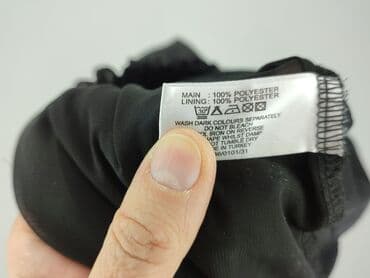 MAIN : 100% POLYESTER
LINING: 100% POLYESTER
WASH DARK COLOURS SEPARATELY
DO NOT BLEACH
IRON ON REVERSE
WHILST DAMP
NOT TUMBLE DRY
IN TURKEY